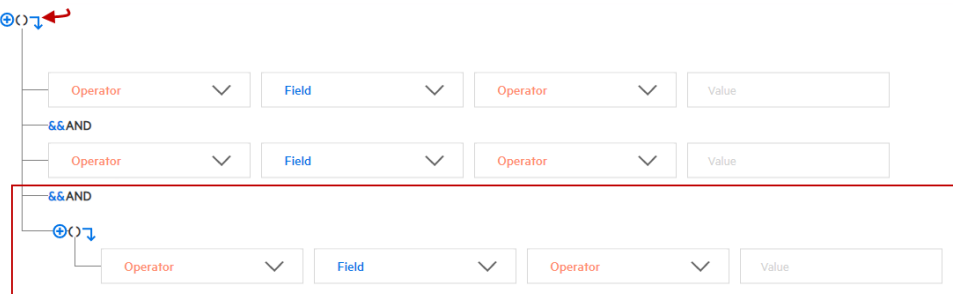 ()
Operator Field Operator Value
&&AND
Operator Field Operator Value
&&AND
()
Operator Field Operator Value